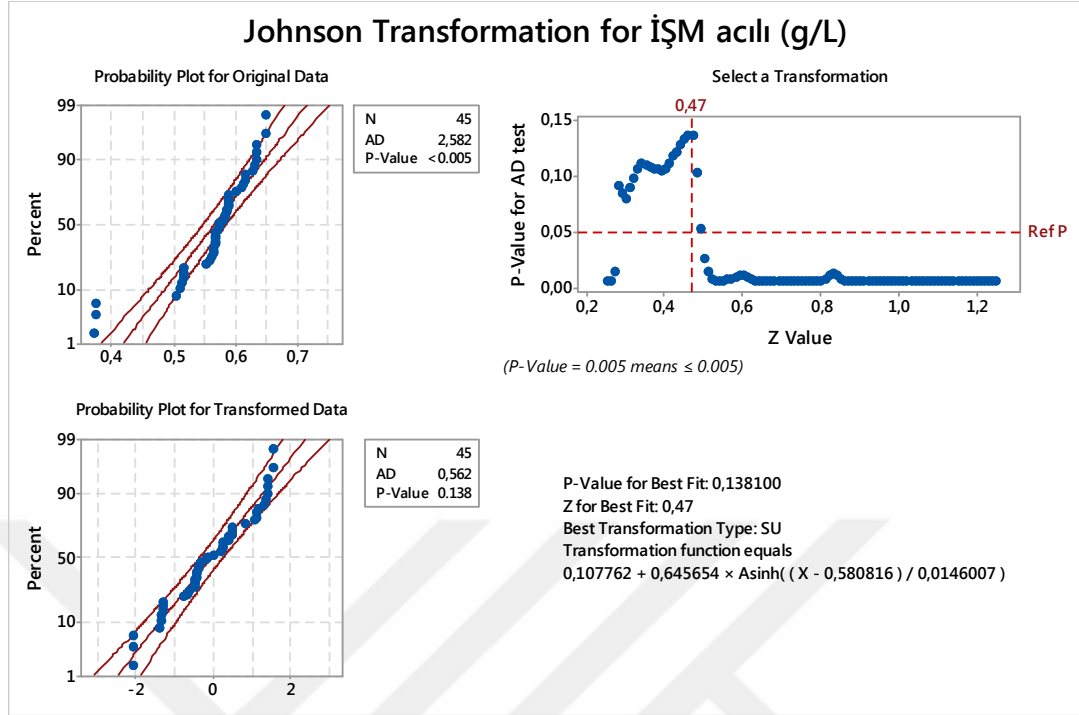 Johnson Transformation for İŞM acılı (g/L)
Probability Plot for Original Data
99
90
50
10
1
Percent
0,4 0,5 0,6 0,7
N 45
AD 2,582
P-Value <0.005
Select a Transformation
0,47
0,15
0,10
0,05
0,00
P-Value for AD test
Ref P
0,2 0,4 0,6 0,8 1,0 1,2
Z Value
(P-Value = 0.005 means ≤ 0.005)
Probability Plot for Transformed Data
99
90
50
10
1
Percent
-2 0 2
N 45
AD 0,562
P-Value 0.138
P-Value for Best Fit: 0,138100
Z for Best Fit: 0,47
Best Transformation Type: SU
Transformation function equals
0,107762 + 0,645654 × Asinh( ( X - 0,580816 ) / 0,0146007 )